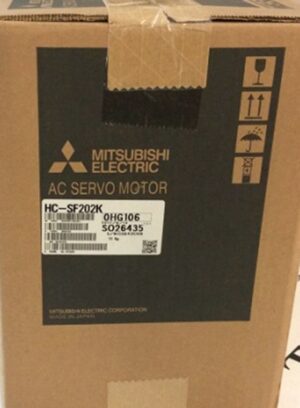 MITSUBISHI
ELECTRIC
AC SERVO MOTOR
HC-SF202K
0HG106
SO26435
MITSUBISHI ELECTRIC CORPORATION
MADE IN JAPAN